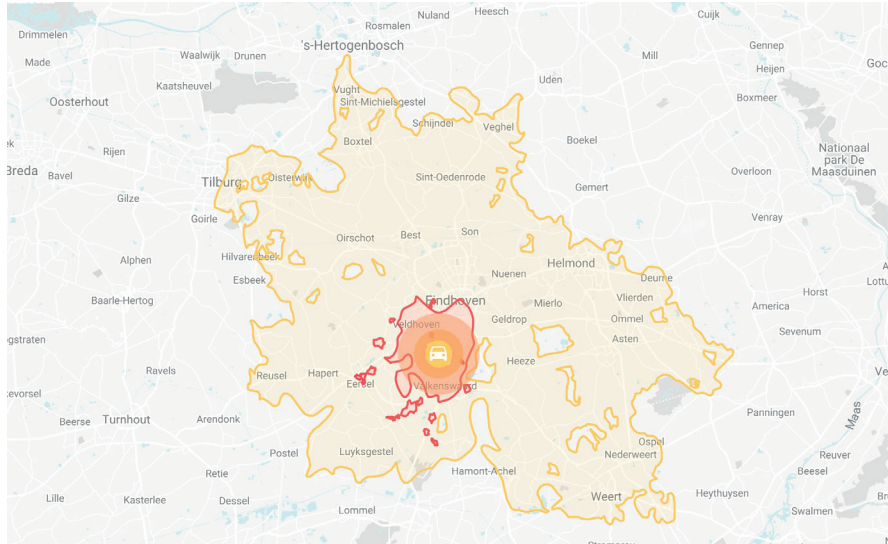 Nuland
Heesch
Cuijk
Drimmelen
Rosmalen
Made
Waalwijk
Drunen
's-Hertogenbosch
Mill
Gennep
Heijen
Kaatsheuvel
Vught
Uden
Oosterhout
Sint-Michielsgestel
Boxmeer
Schijndel
Veghel
Boxtel
Boekel
Rijen
Nationaal
park De
Maasduinen
Breda
Bavel
Tilburg
Oisterwijk
Sint-Oedenrode
Overloon
Gilze
Gemert
Goirle
Venray
Oirschot
Best
Son
Alphen
Hilvarenbeek
Helmond
Esbeek
Nuenen
Deurne
Horst
Baarle-Hertog
Eindhoven
Mierlo
Vlierden
America
Veldhoven
Geldrop
Ommel
Sevenum
Asten
Ravels
Reusel
Hapert
Heeze
Eersel
Valkenswaard
Turnhout
Beerse
Arendonk
Panningen
Maas
Postel
Luyksgestel
Ospel
Nederweert
Reuver
Retie
Hamont-Achel
Beesel
Lille
Kasterlee
Dessel
Lommel
Weert
Heythuysen
Swalmen